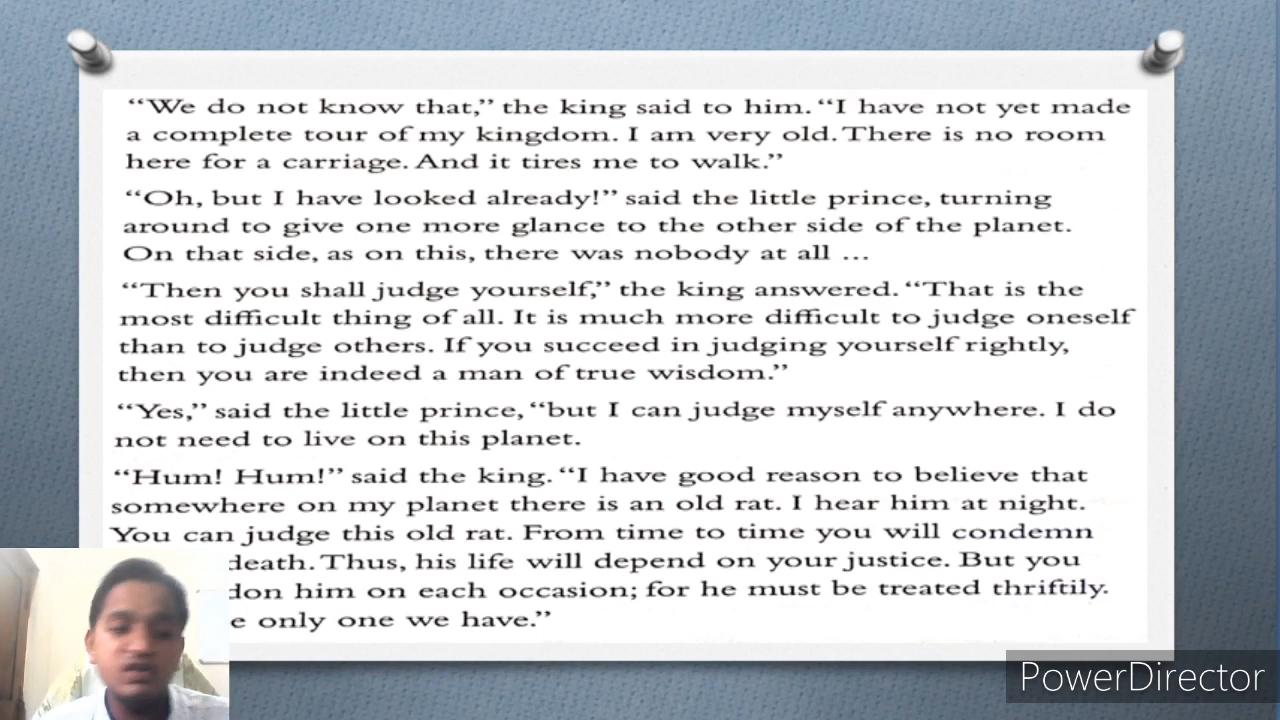 “We do not know that,” the king said to him. “I have not yet made
a complete tour of my kingdom. I am very old. There is no room
here for a carriage. And it tires me to walk.”
“Oh, but I have looked already!” said the little prince, turning
around to give one more glance to the other side of the planet.
On that side, as on this, there was nobody at all ...
“Then you shall judge yourself,” the king answered. “That is the
most difficult thing of all. It is much more difficult to judge oneself
than to judge others. If you succeed in judging yourself rightly,
then you are indeed a man of true wisdom.”
“Yes,” said the little prince, “but I can judge myself anywhere. I do
not need to live on this planet.
“Hum! Hum!” said the king. “I have good reason to believe that
somewhere on my planet there is an old rat. I hear him at night.
You can judge this old rat. From time to time you will condemn
death. Thus, his life will depend on your justice. But you
him on each occasion; for he must be treated thriftily.
only one we have.”
PowerDirector